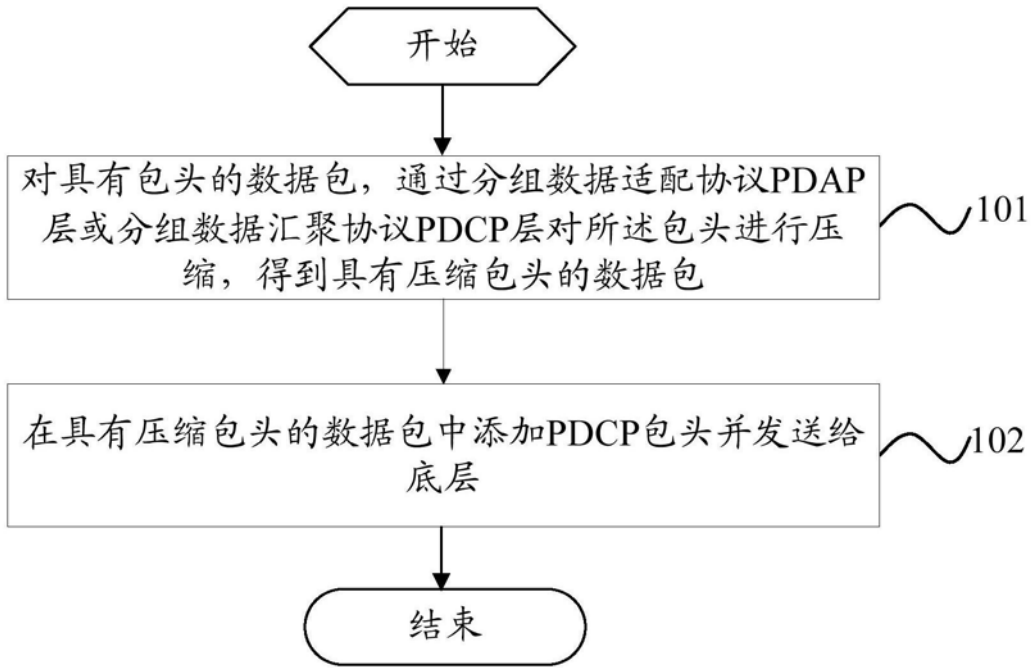 开始
对具有包头的数据包，通过分组数据适配协议PDAP
层或分组数据汇聚协议PDCP层对所述包头进行压
缩，得到具有压缩包头的数据包
101
在具有压缩包头的数据包中添加PDCP包头并发送给
底层
102
结束